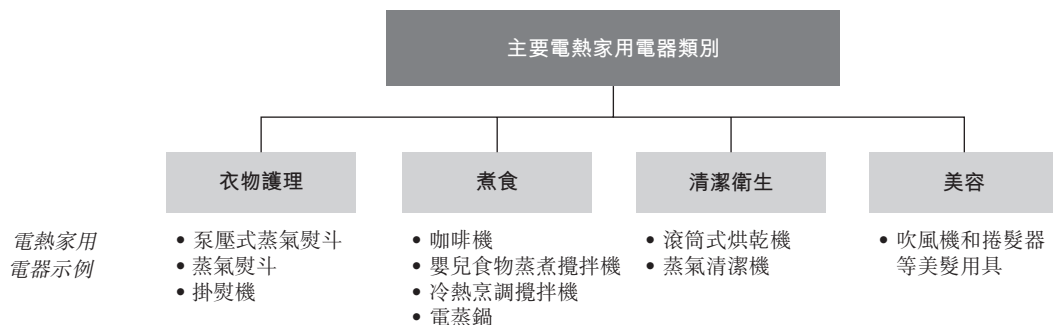 主要電熱家用電器類別
衣物護理
煮食
清潔衛生
美容
電熱家用
電器示例
• 泵壓式蒸氣熨斗
• 蒸氣熨斗
• 掛熨機
• 咖啡機
• 嬰兒食物蒸煮攪拌機
• 冷熱烹調攪拌機
• 電蒸鍋
• 滾筒式烘乾機
• 蒸氣清潔機
• 吹風機和捲髮器
等美髮用具